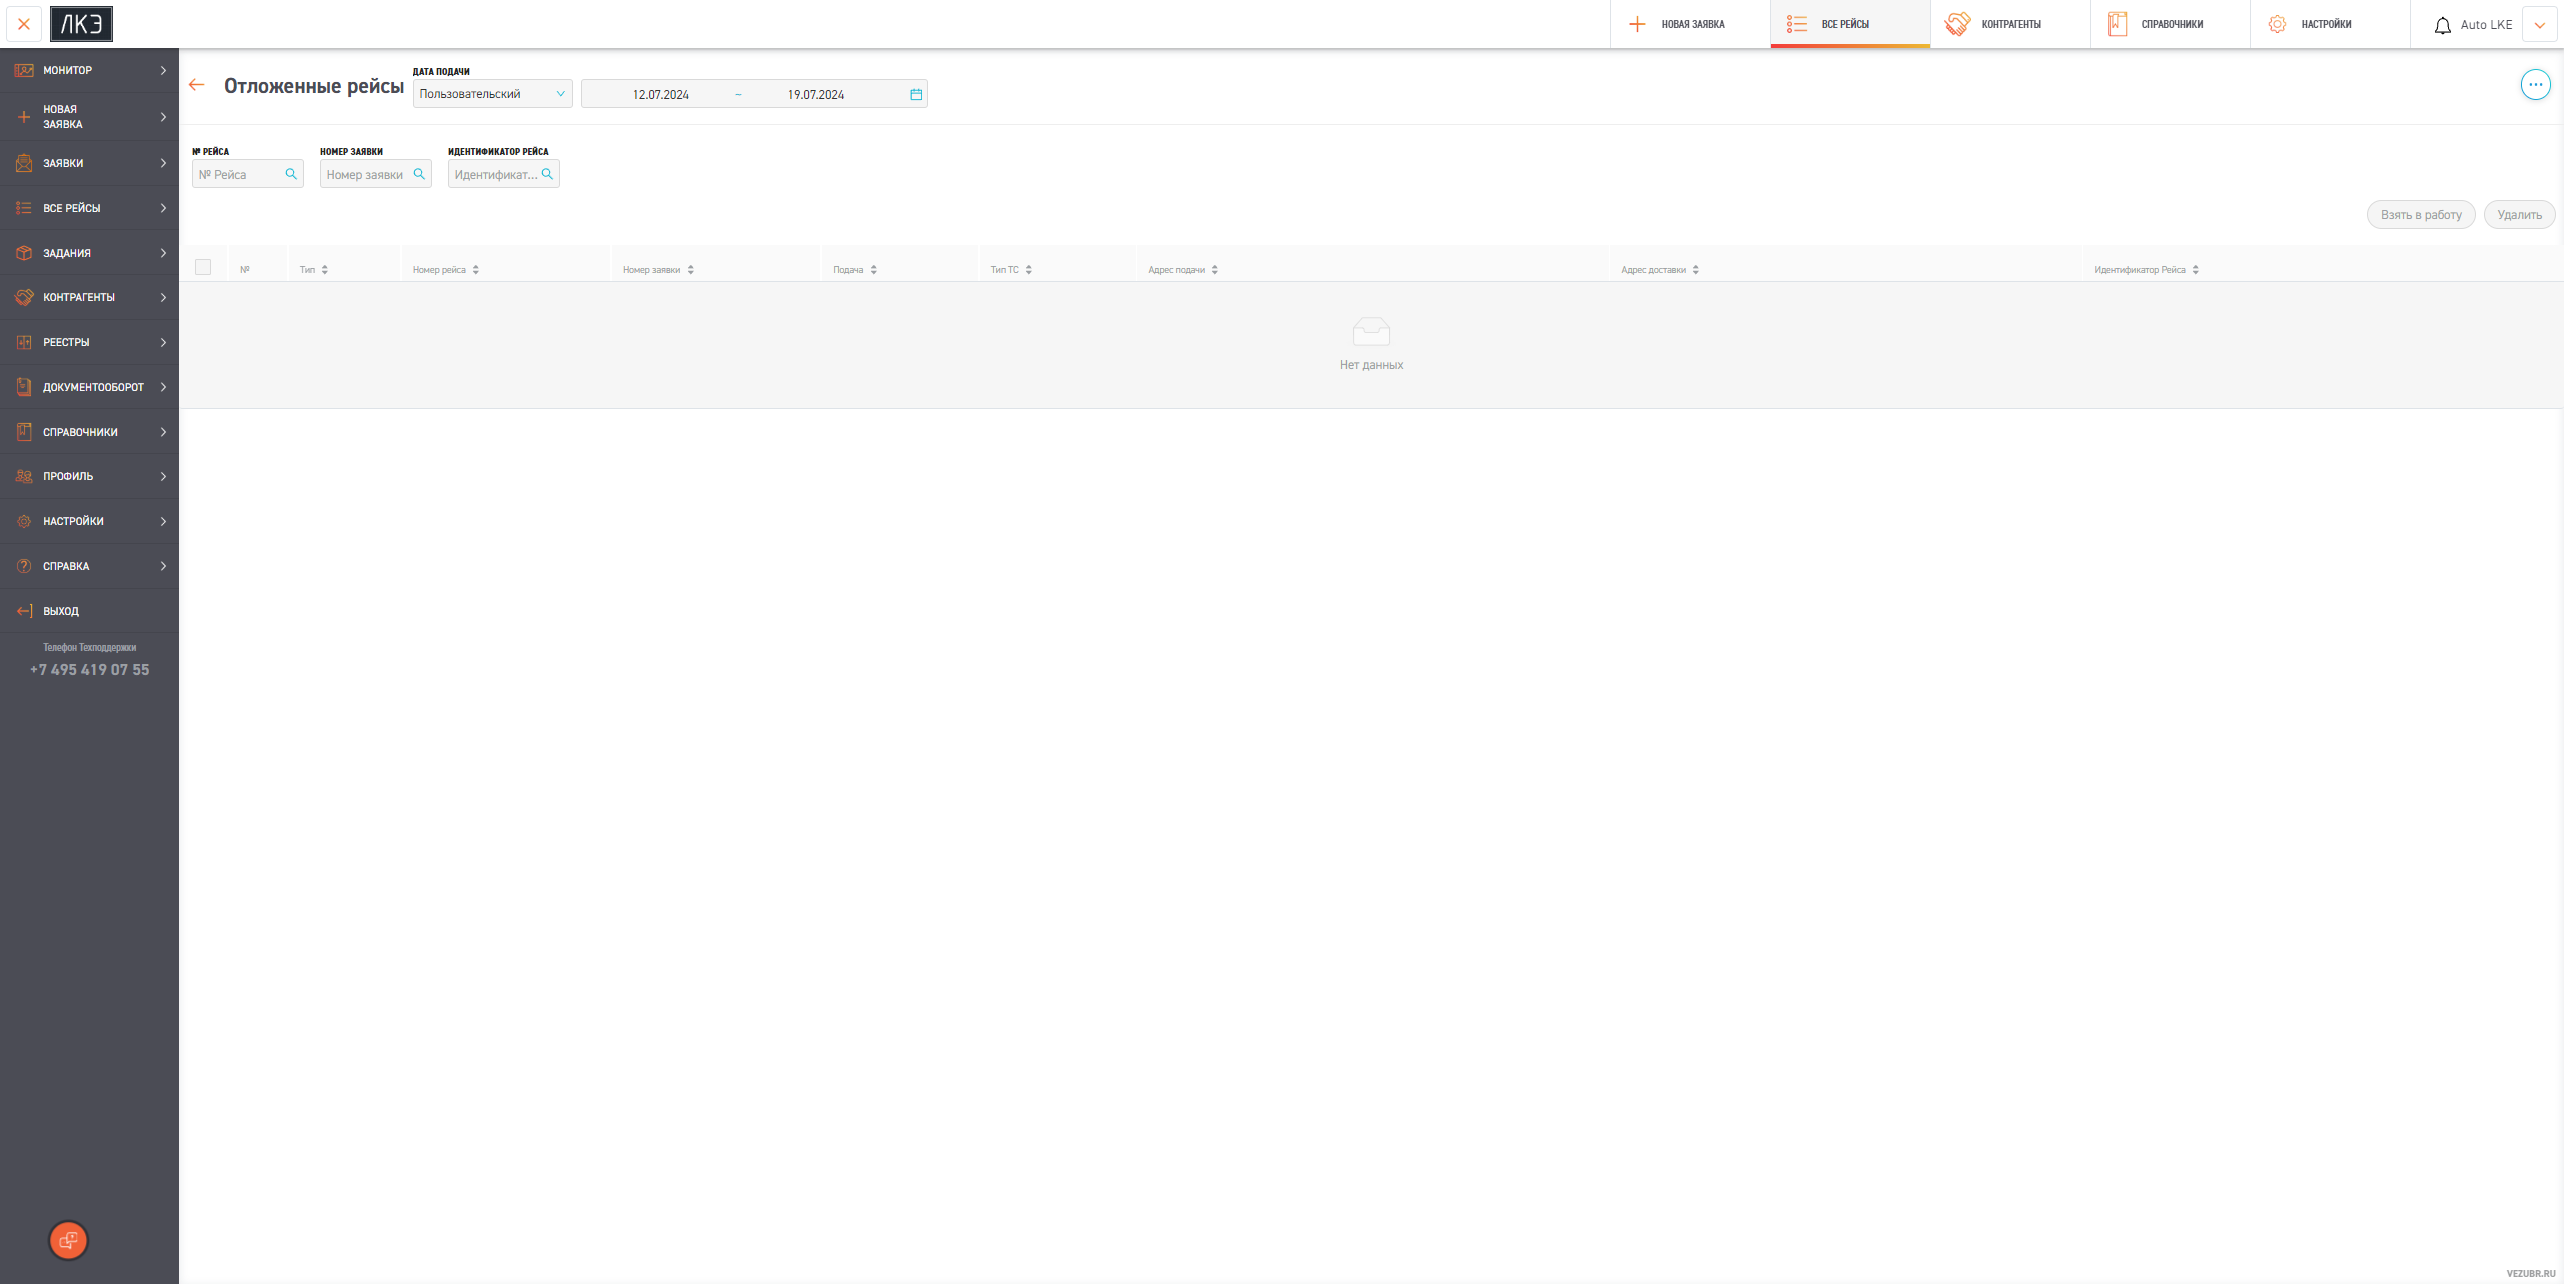 ЛКЭ
НОВАЯ ЗАЯВКА
ВСЕ РЕЙСЫ
КОНТРАГЕНТЫ
СПРАВОЧНИКИ
НАСТРОЙКИ
Auto LKE
МОНИТОР
НОВАЯ
ЗАЯВКА
ЗАЯВКИ
ВСЕ РЕЙСЫ
ЗАДАНИЯ
КОНТРАГЕНТЫ
РЕЕСТРЫ
ДОКУМЕНТООБОРОТ
СПРАВОЧНИКИ
ПРОФИЛЬ
НАСТРОЙКИ
СПРАВКА
ВЫХОД
Телефон Техподдержки
+7 495 419 07 55
Отложенные рейсы
ДАТА ПОДАЧИ
Пользовательский
12.07.2024 – 19.07.2024
№ РЕЙСА
НОМЕР ЗАЯВКИ
ИДЕНТИФИКАТОР РЕЙСА
№ Рейса
Номер заявки
Идентификат...
Взять в работу
Удалить
№
Тип
Номер рейса
Номер заявки
Подача
Тип ТС
Адрес подачи
Адрес доставки
Идентификатор Рейса
Нет данных
VEZUBR.RU